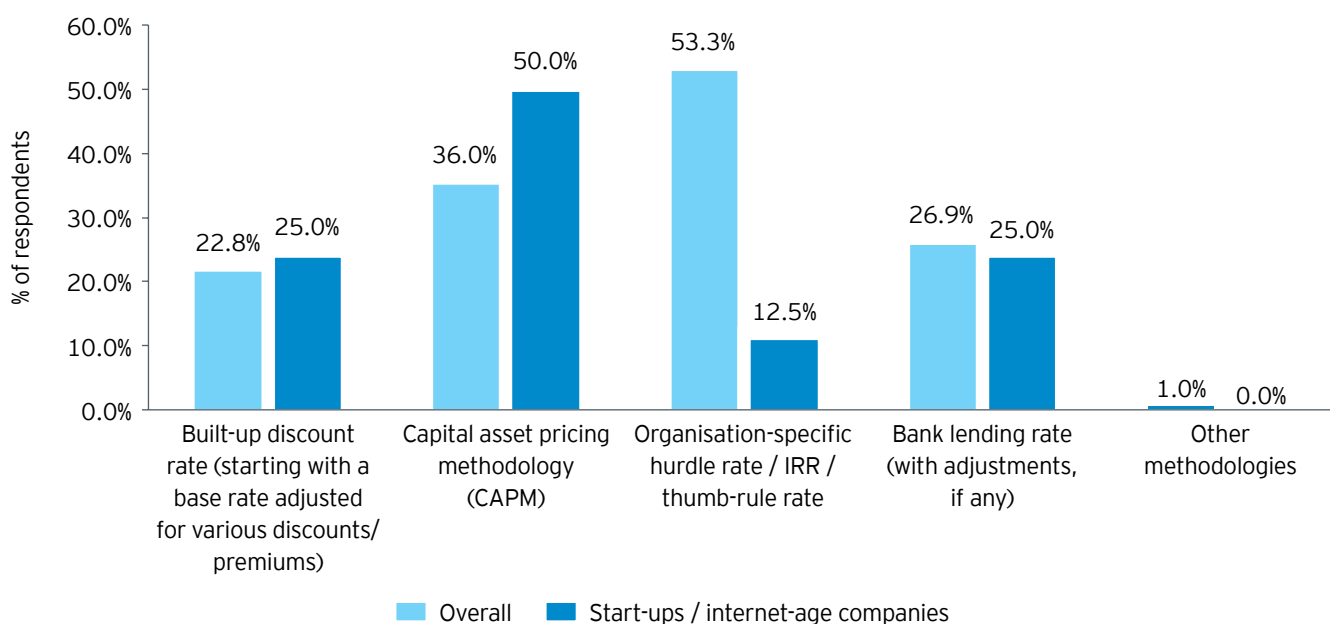 60.0%
50.0%
40.0%
30.0%
20.0%
10.0%
0.0%
% of respondents
22.8%
25.0%
36.0%
50.0%
53.3%
12.5%
26.9%
25.0%
1.0%
0.0%
Built-up discount
rate (starting with a
base rate adjusted
for various discounts/
premiums)
Capital asset pricing
methodology
(CAPM)
Organisation-specific
hurdle rate / IRR /
thumb-rule rate
Bank lending rate
(with adjustments,
if any)
Other
methodologies
Overall
Start-ups / internet-age companies